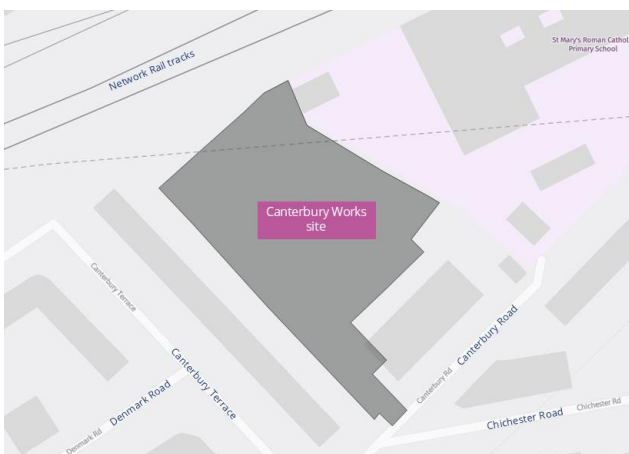 St Mary's Roman Cathol
Primary School
Network Rail tracks
Canterbury Works
site
Canterbury Terrace
Canterbury Terrace
Canterbury Road
Canterbury Rd
Denmark Road
Denmark Rd
Chichester Road
Chichester Rd